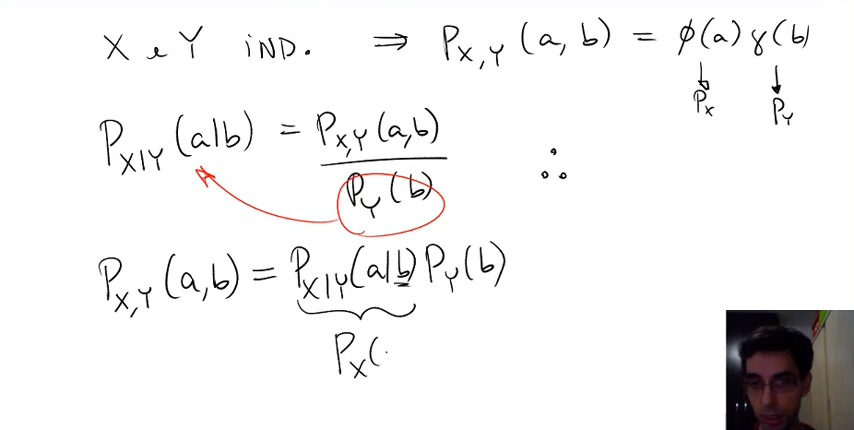 X e Y IND. ⇒ P_{X,Y}(a,b) = φ(a) γ(b)
↓ P_X ↓ P_Y
P_{X|Y}(a|b) = P_{X,Y}(a,b) / P_Y(b) ∴
P_{X,Y}(a,b) = P_{X|Y}(a|b) P_Y(b)
P_X(